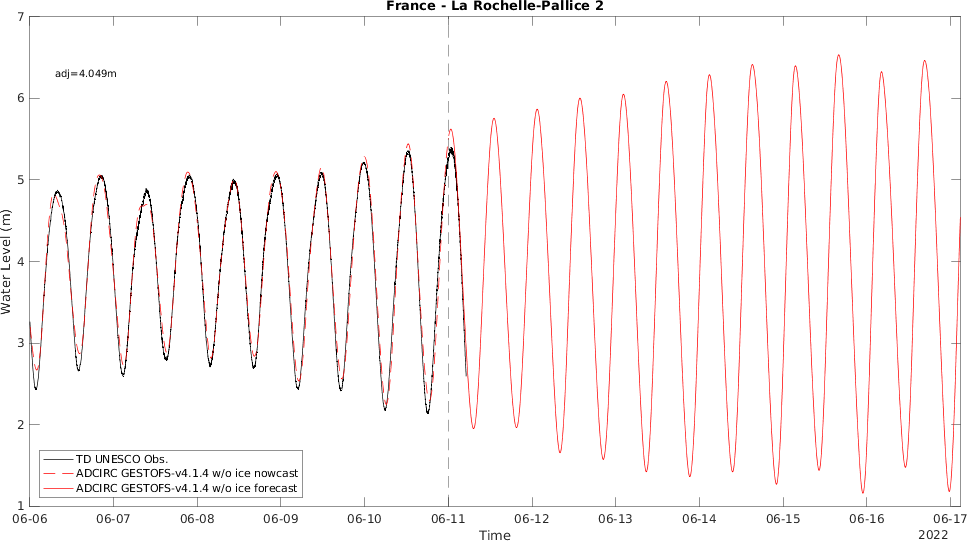 France - La Rochelle-Pallice 2
7
adj=4.049m
6
5
4
Water Level (m)
3
2
TD UNESCO Obs.
ADCIRC GESTOFS-v4.1.4 w/o ice nowcast
ADCIRC GESTOFS-v4.1.4 w/o ice forecast
1
06-06 06-07 06-08 06-09 06-10 06-11 06-12 06-13 06-14 06-15 06-16 06-17
Time
2022